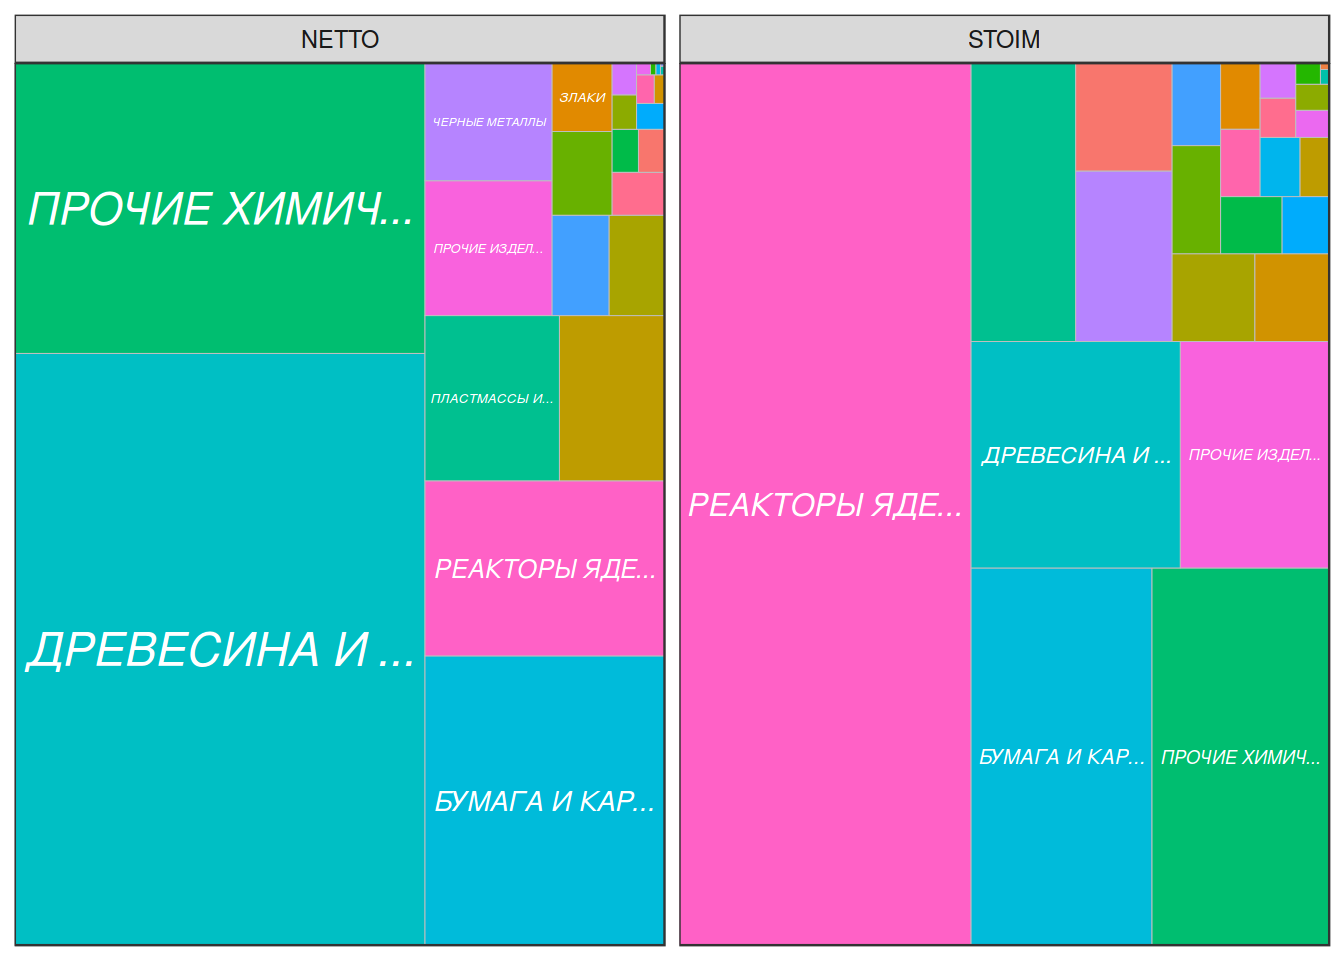 NETTO
ПРОЧИЕ ХИМИЧ...
ДРЕВЕСИНА И ...
ЧЕРНЫЕ МЕТАЛЛЫ
ЗЛАКИ
ПРОЧИЕ ИЗДЕЛ...
ПЛАСТМАССЫ И...
РЕАКТОРЫ ЯДЕ...
БУМАГА И КАР...
STOIM
РЕАКТОРЫ ЯДЕ...
ДРЕВЕСИНА И ...
ПРОЧИЕ ИЗДЕЛ...
БУМАГА И КАР...
ПРОЧИЕ ХИМИЧ...